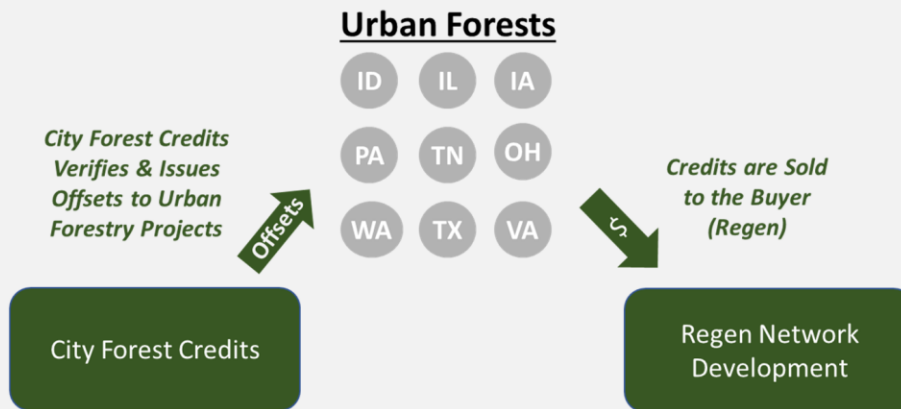 Urban Forests
ID IL IA
PA TN OH
WA TX VA
City Forest Credits
Verifies & Issues
Offsets to Urban
Forestry Projects
Offsets
$
Credits are Sold
to the Buyer
(Regen)
City Forest Credits
Regen Network
Development